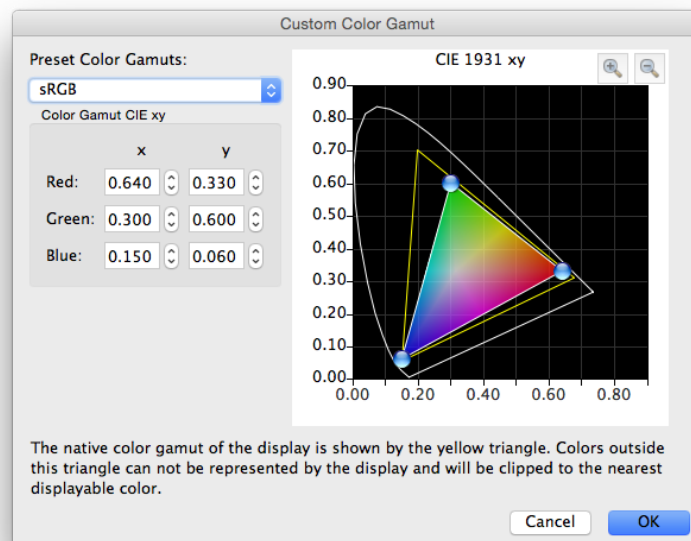 Custom Color Gamut
Preset Color Gamuts:
sRGB
Color Gamut CIE xy
x y
Red: 0.640 0.330
Green: 0.300 0.600
Blue: 0.150 0.060
CIE 1931 xy
0.90
0.80
0.70
0.60
0.50
0.40
0.30
0.20
0.10
0.00
0.00 0.20 0.40 0.60 0.80
The native color gamut of the display is shown by the yellow triangle. Colors outside
this triangle can not be represented by the display and will be clipped to the nearest
displayable color.
Cancel OK